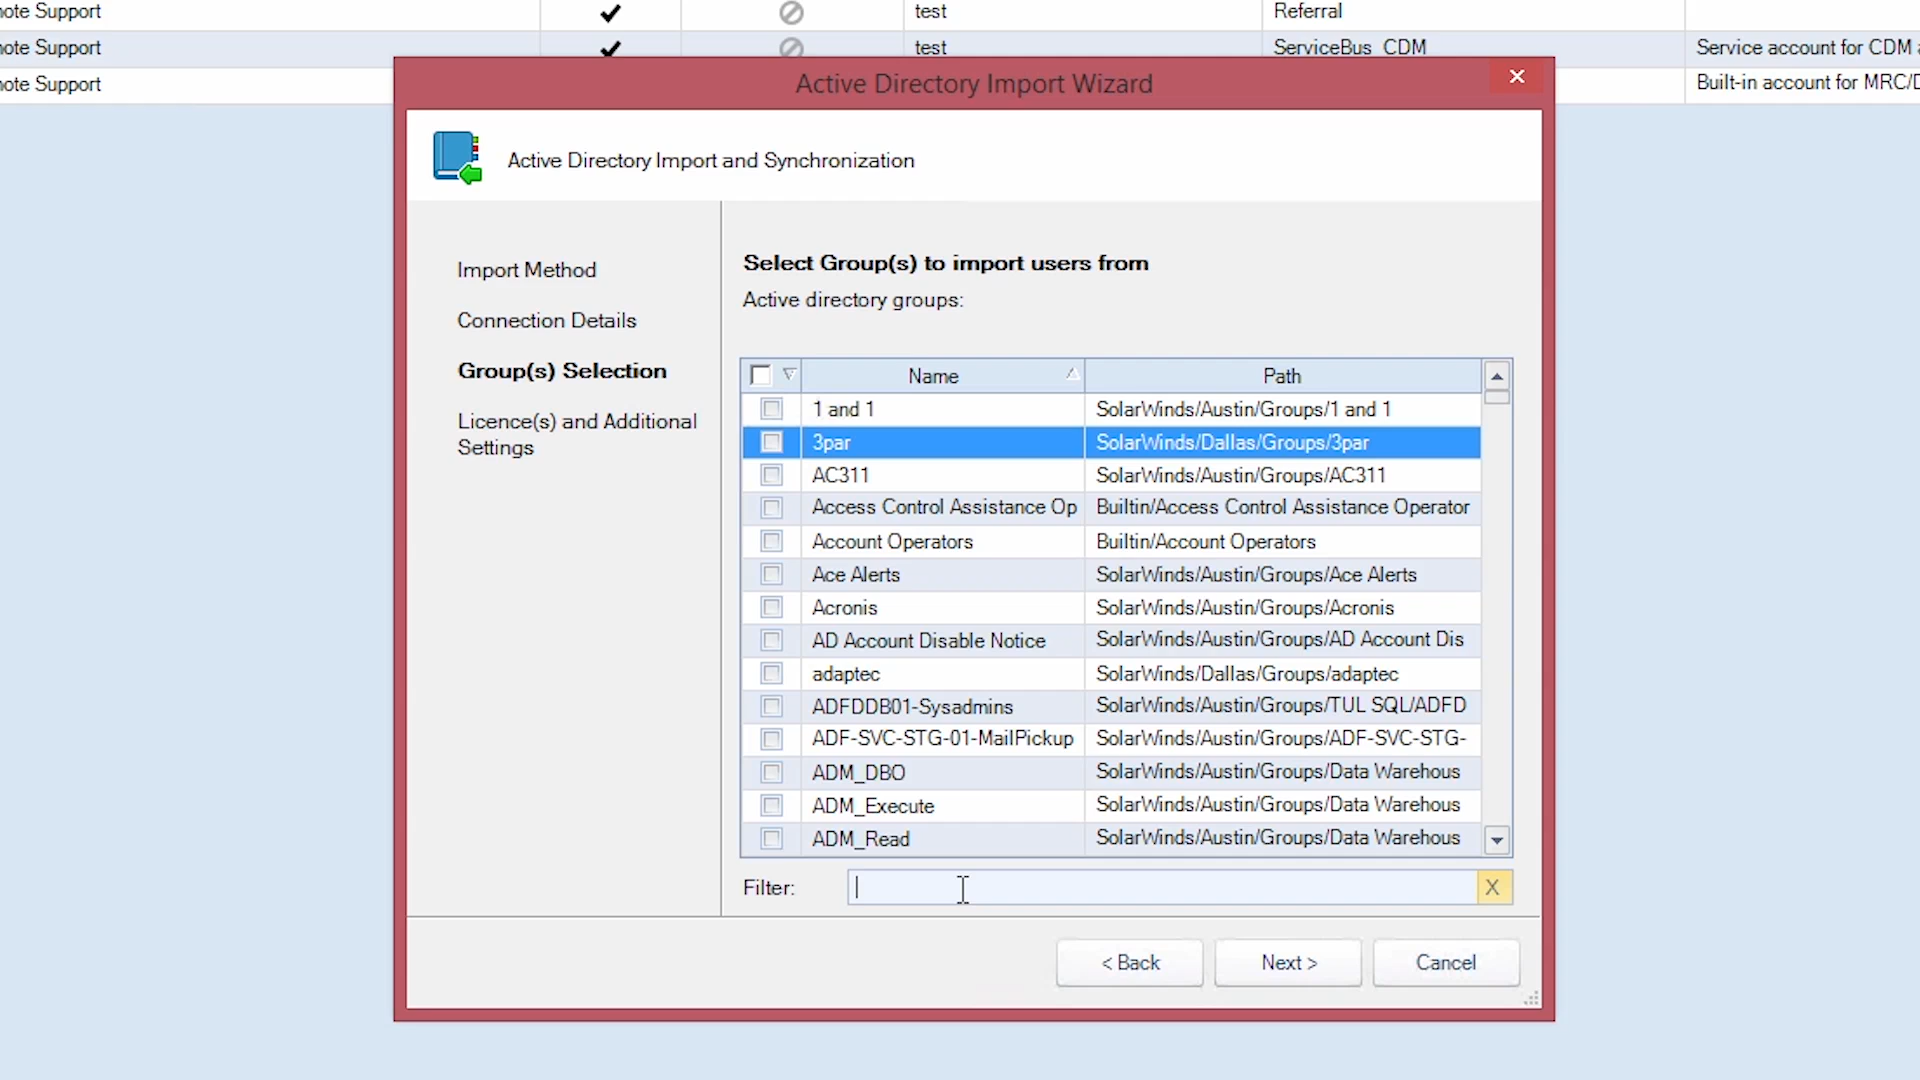 note Support test Referral
note Support test ServiceBus_CDM Service account for CDM
note Support Built-in account for MRC/D
Active Directory Import Wizard
Active Directory Import and Synchronization
Import Method
Connection Details
Group(s) Selection
Licence(s) and Additional
Settings
Select Group(s) to import users from
Active directory groups:
Name Path
1 and 1 SolarWinds/Austin/Groups/1 and 1
3par SolarWinds/Dallas/Groups/3par
AC311 SolarWinds/Austin/Groups/AC311
Access Control Assistance Op Builtin/Access Control Assistance Operator
Account Operators Builtin/Account Operators
Ace Alerts SolarWinds/Austin/Groups/Ace Alerts
Acronis SolarWinds/Austin/Groups/Acronis
AD Account Disable Notice SolarWinds/Austin/Groups/AD Account Dis
adaptec SolarWinds/Dallas/Groups/adaptec
ADFDDB01-Sysadmins SolarWinds/Austin/Groups/TUL SQL/ADFD
ADF-SVC-STG-01-MailPickup SolarWinds/Austin/Groups/ADF-SVC-STG-
ADM_DBO SolarWinds/Austin/Groups/Data Warehous
ADM_Execute SolarWinds/Austin/Groups/Data Warehous
ADM_Read SolarWinds/Austin/Groups/Data Warehous
Filter: X
< Back Next > Cancel